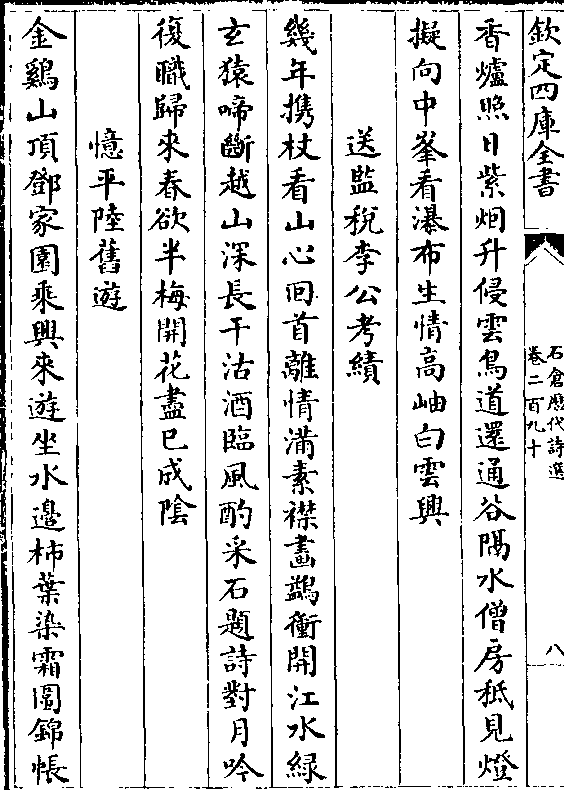 欽定四庫全書
石倉歷代詩選
卷二百九十
八
香爐照日紫烟升侵雲鳥道還通谷隔水僧房秪見燈
擬向中峯看瀑布生情高岫白雲興
送監稅李公考績
幾年携杖看山心回首離情滿素襟畫鷁衝開江水緑
玄猿啼斷越山深長干沽酒臨風酌采石題詩對月吟
復職歸來春欲半梅開花盡已成陰
憶平陸舊遊
金鷄山頂鄧家園乘興來遊坐水邉柿葉染霜圍錦帳